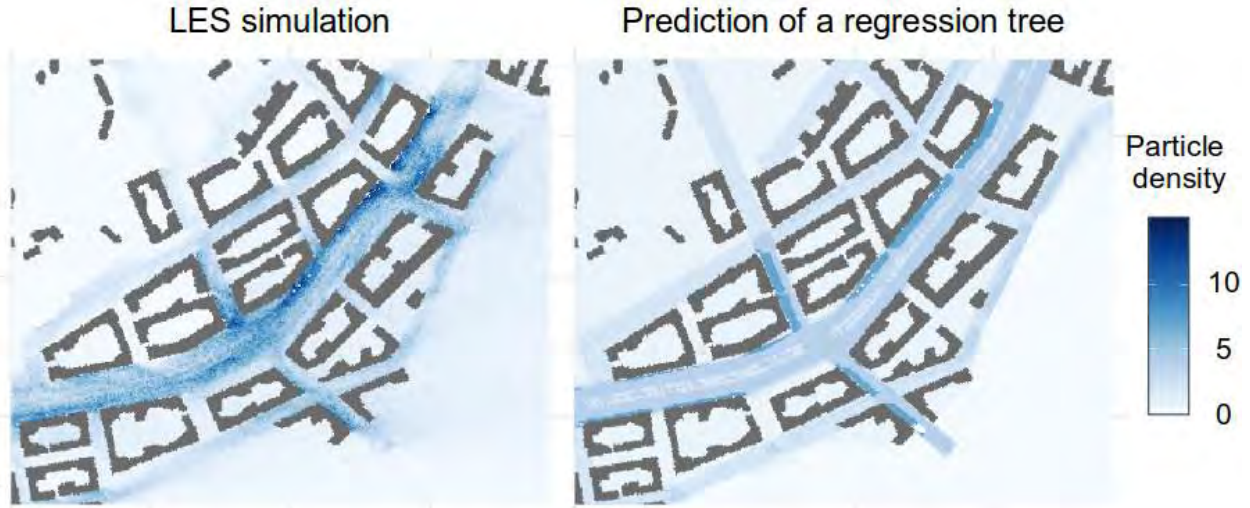 LES simulation
Prediction of a regression tree
Particle
density
10
5
0